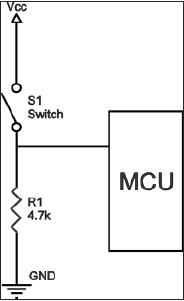 Vcc
S1
Switch
MCU
R1
4.7k
GND